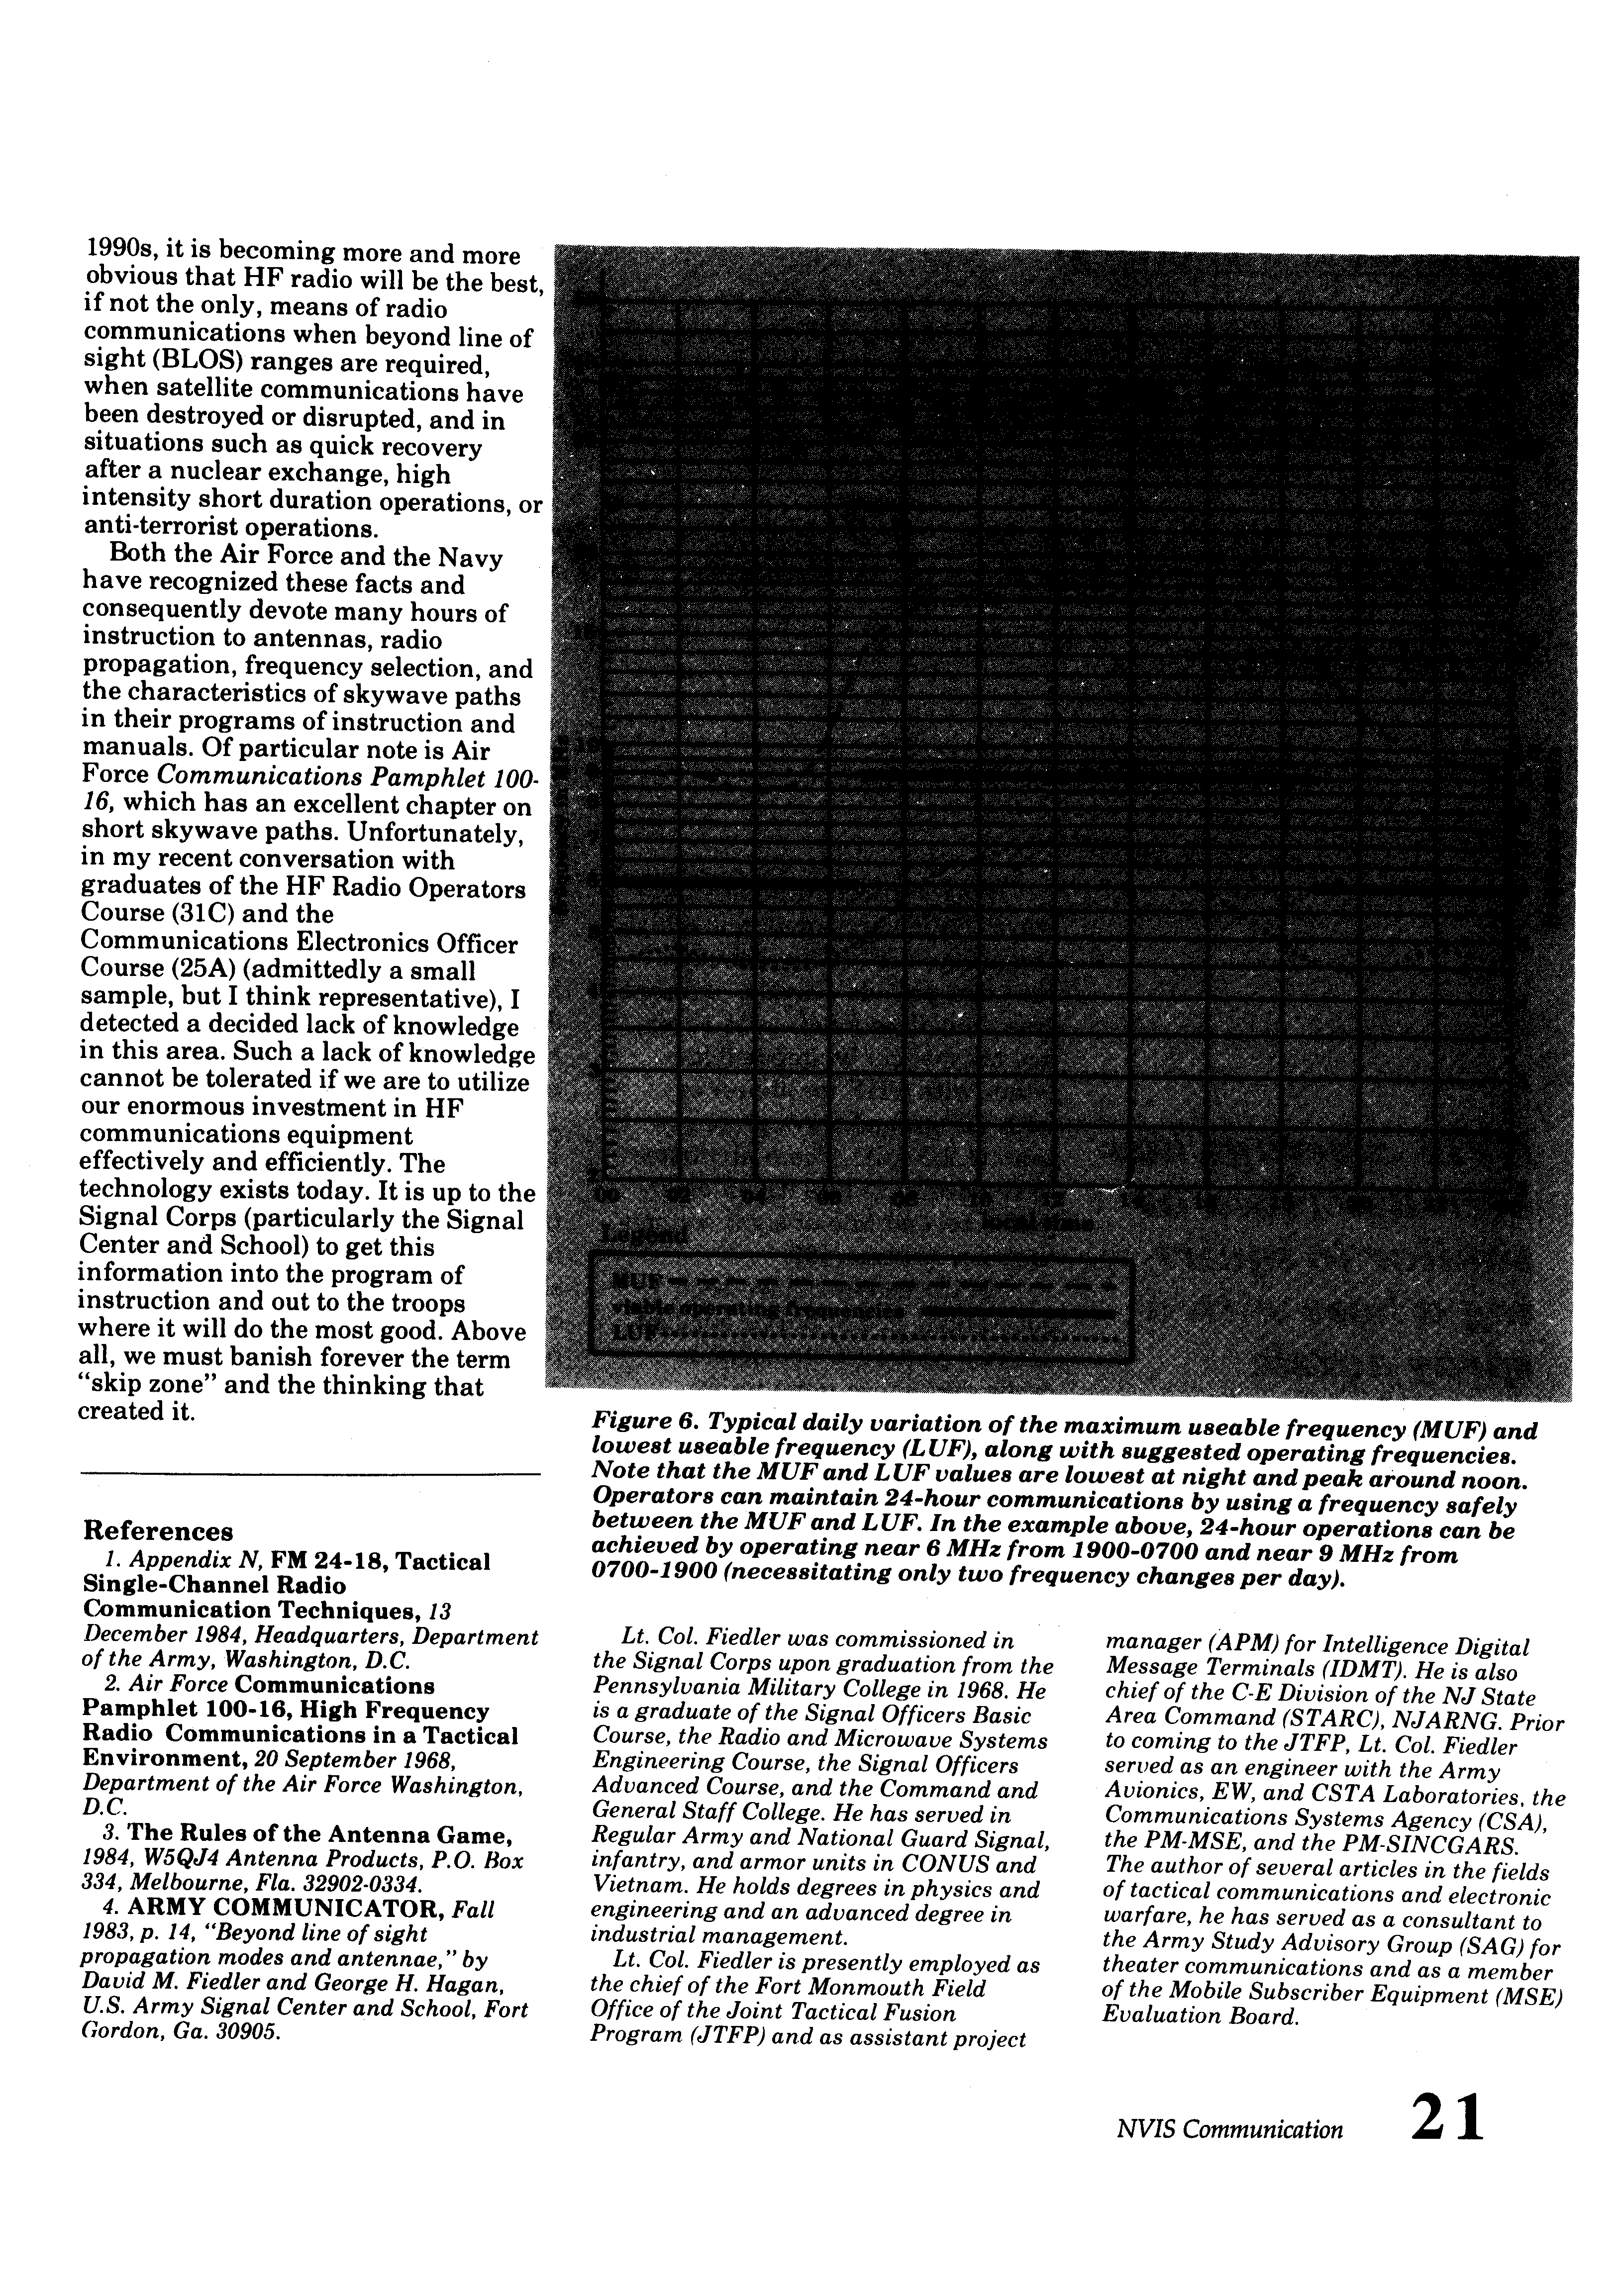 1990s, it is becoming more and more
obvious that HF radio will be the best,
if not the only, means of radio
communications when beyond line of
sight (BLOS) ranges are required,
when satellite communications have
been destroyed or disrupted, and in
situations such as quick recovery
after a nuclear exchange, high
intensity short duration operations, or
anti-terrorist operations.
Both the Air Force and the Navy
have recognized these facts and
consequently devote many hours of
instruction to antennas, radio
propagation, frequency selection, and
the characteristics of skywave paths
in their programs of instruction and
manuals. Of particular note is Air
Force Communications Pamphlet 100-
16, which has an excellent chapter on
short skywave paths. Unfortunately,
in my recent conversation with
graduates of the HF Radio Operators
Course (31C) and the
Communications Electronics Officer
Course (25A) (admittedly a small
sample, but I think representative), I
detected a decided lack of knowledge
in this area. Such a lack of knowledge
cannot be tolerated if we are to utilize
our enormous investment in HF
communications equipment
effectively and efficiently. The
technology exists today. It is up to the
Signal Corps (particularly the Signal
Center and School) to get this
information into the program of
instruction and out to the troops
where it will do the most good. Above
all, we must banish forever the term
“skip zone” and the thinking that
created it.
References
1. Appendix N, FM 24-18, Tactical
Single-Channel Radio
Communication Techniques, 13
December 1984, Headquarters, Department
of the Army, Washington, D.C.
2. Air Force Communications
Pamphlet 100-16, High Frequency
Radio Communications in a Tactical
Environment, 20 September 1968,
Department of the Air Force Washington,
D.C.
3. The Rules of the Antenna Game,
1984, W5QJ4 Antenna Products, P.O. Box
334, Melbourne, Fla. 32902-0334.
4. ARMY COMMUNICATOR, Fall
1983, p. 14, “Beyond line of sight
propagation modes and antennae,” by
David M. Fiedler and George H. Hagan,
U.S. Army Signal Center and School, Fort
Gordon, Ga. 30905.
00 02 04 06 08 10 12 14
local time
Legend
MUF
viable operating frequencies
LUF
Figure 6. Typical daily variation of the maximum useable frequency (MUF) and
lowest useable frequency (LUF), along with suggested operating frequencies.
Note that the MUF and LUF values are lowest at night and peak around noon.
Operators can maintain 24-hour communications by using a frequency safely
between the MUF and LUF. In the example above, 24-hour operations can be
achieved by operating near 6 MHz from 1900-0700 and near 9 MHz from
0700-1900 (necessitating only two frequency changes per day).
Lt. Col. Fiedler was commissioned in
the Signal Corps upon graduation from the
Pennsylvania Military College in 1968. He
is a graduate of the Signal Officers Basic
Course, the Radio and Microwave Systems
Engineering Course, the Signal Officers
Advanced Course, and the Command and
General Staff College. He has served in
Regular Army and National Guard Signal,
infantry, and armor units in CONUS and
Vietnam. He holds degrees in physics and
engineering and an advanced degree in
industrial management.
Lt. Col. Fiedler is presently employed as
the chief of the Fort Monmouth Field
Office of the Joint Tactical Fusion
Program (JTFP) and as assistant project
manager (APM) for Intelligence Digital
Message Terminals (IDMT). He is also
chief of the C-E Division of the NJ State
Area Command (STARC), NJARNG. Prior
to coming to the JTFP, Lt. Col. Fiedler
served as an engineer with the Army
Avionics, EW, and CSTA Laboratories, the
Communications Systems Agency (CSA),
the PM-MSE, and the PM-SINCGARS.
The author of several articles in the fields
of tactical communications and electronic
warfare, he has served as a consultant to
the Army Study Advisory Group (SAG) for
theater communications and as a member
of the Mobile Subscriber Equipment (MSE)
Evaluation Board.
NVIS Communication 21